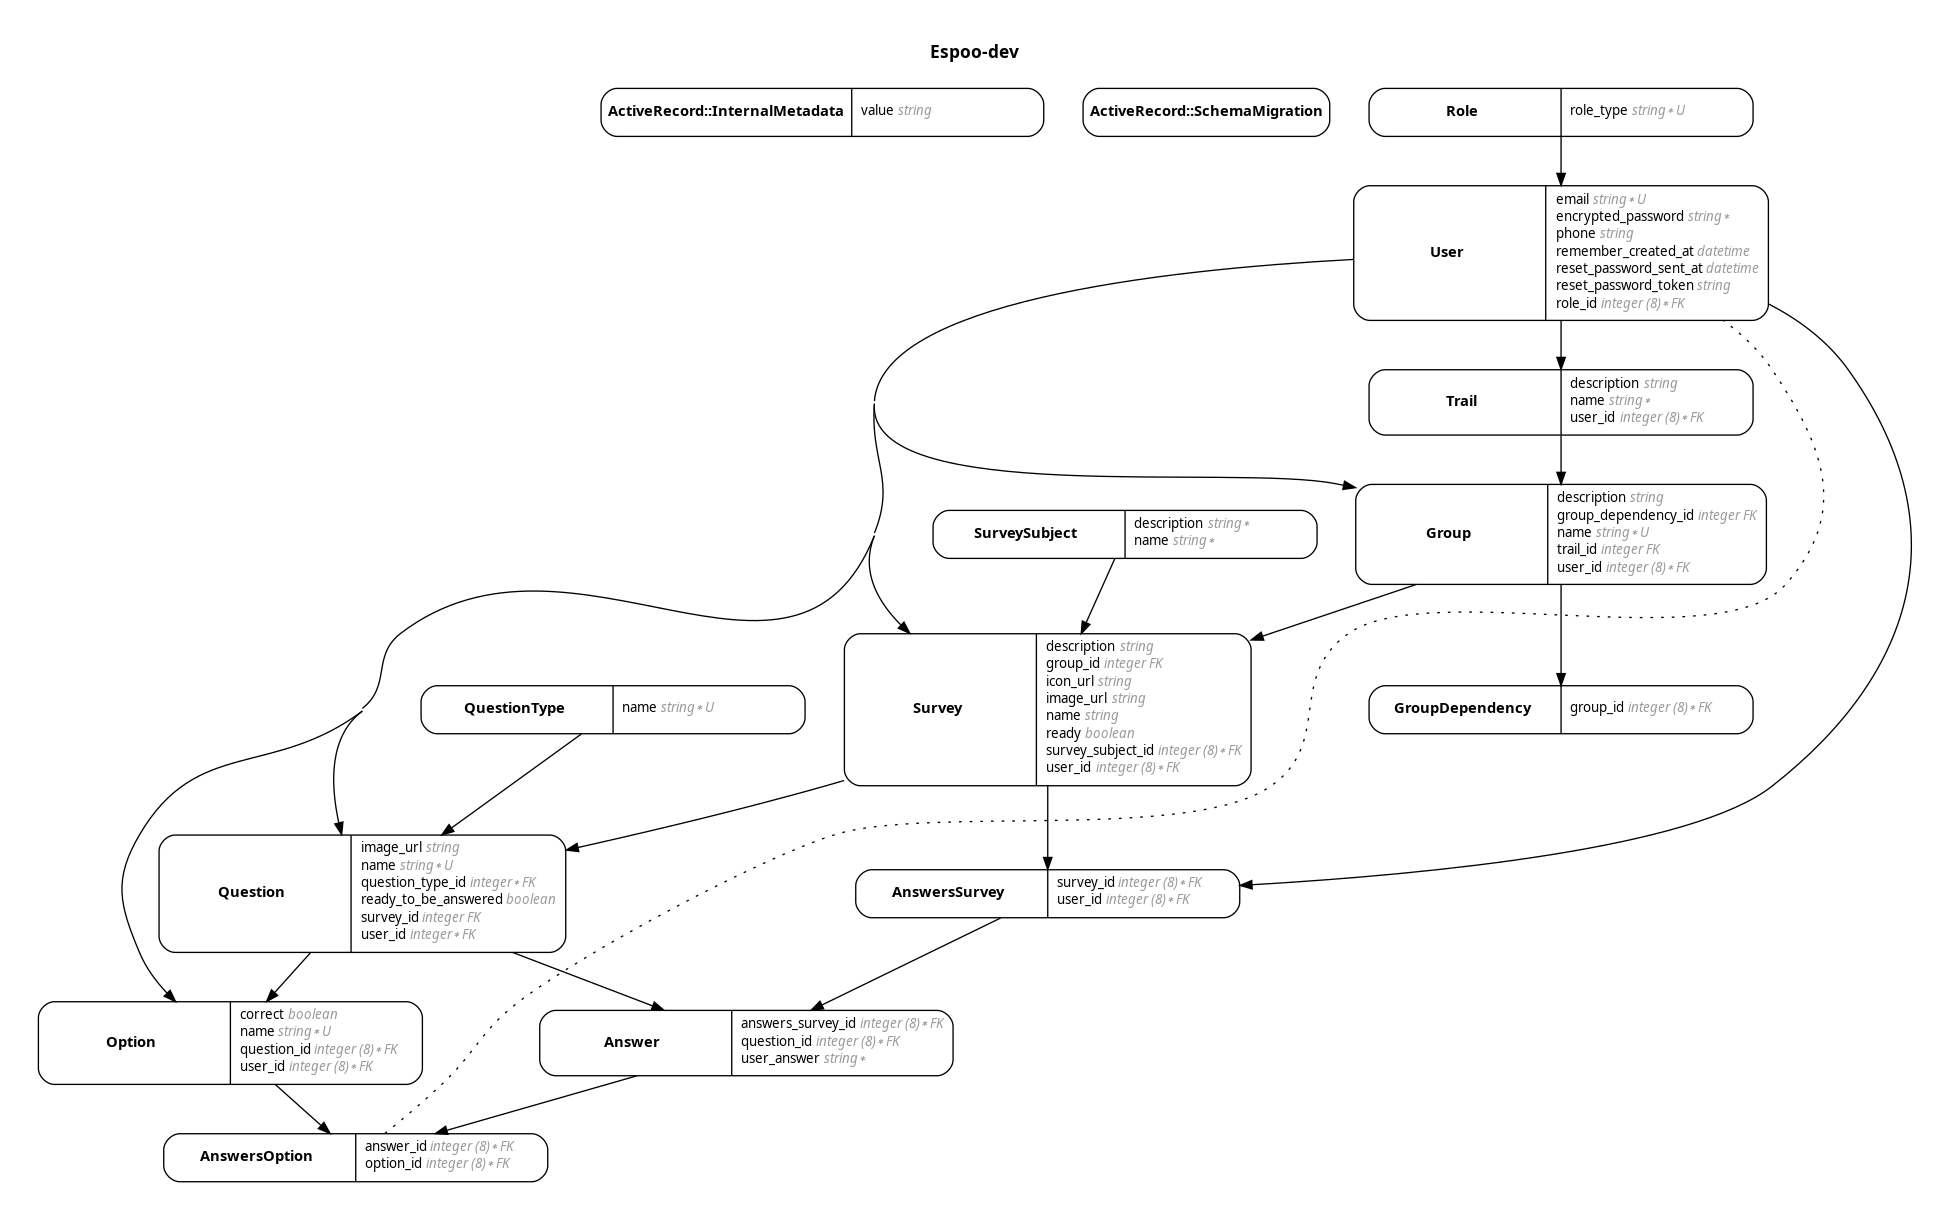 Espoo-dev
ActiveRecord::InternalMetadata
value string
ActiveRecord::SchemaMigration
Role
role_type string ∗ U
User
email string ∗ U
encrypted_password string ∗
phone string
remember_created_at datetime
reset_password_sent_at datetime
reset_password_token string
role_id integer (8) ∗ FK
Trail
description string
name string ∗
user_id integer (8) ∗ FK
Group
description string
group_dependency_id integer FK
name string ∗ U
trail_id integer FK
user_id integer (8) ∗ FK
SurveySubject
description string ∗
name string ∗
Survey
description string
group_id integer FK
icon_url string
image_url string
name string
ready boolean
survey_subject_id integer (8) ∗ FK
user_id integer (8) ∗ FK
QuestionType
name string ∗ U
GroupDependency
group_id integer (8) ∗ FK
Question
image_url string
name string ∗ U
question_type_id integer ∗ FK
ready_to_be_answered boolean
survey_id integer FK
user_id integer ∗ FK
AnswersSurvey
survey_id integer (8) ∗ FK
user_id integer (8) ∗ FK
Option
correct boolean
name string ∗ U
question_id integer (8) ∗ FK
user_id integer (8) ∗ FK
Answer
answers_survey_id integer (8) ∗ FK
question_id integer (8) ∗ FK
user_answer string ∗
AnswersOption
answer_id integer (8) ∗ FK
option_id integer (8) ∗ FK